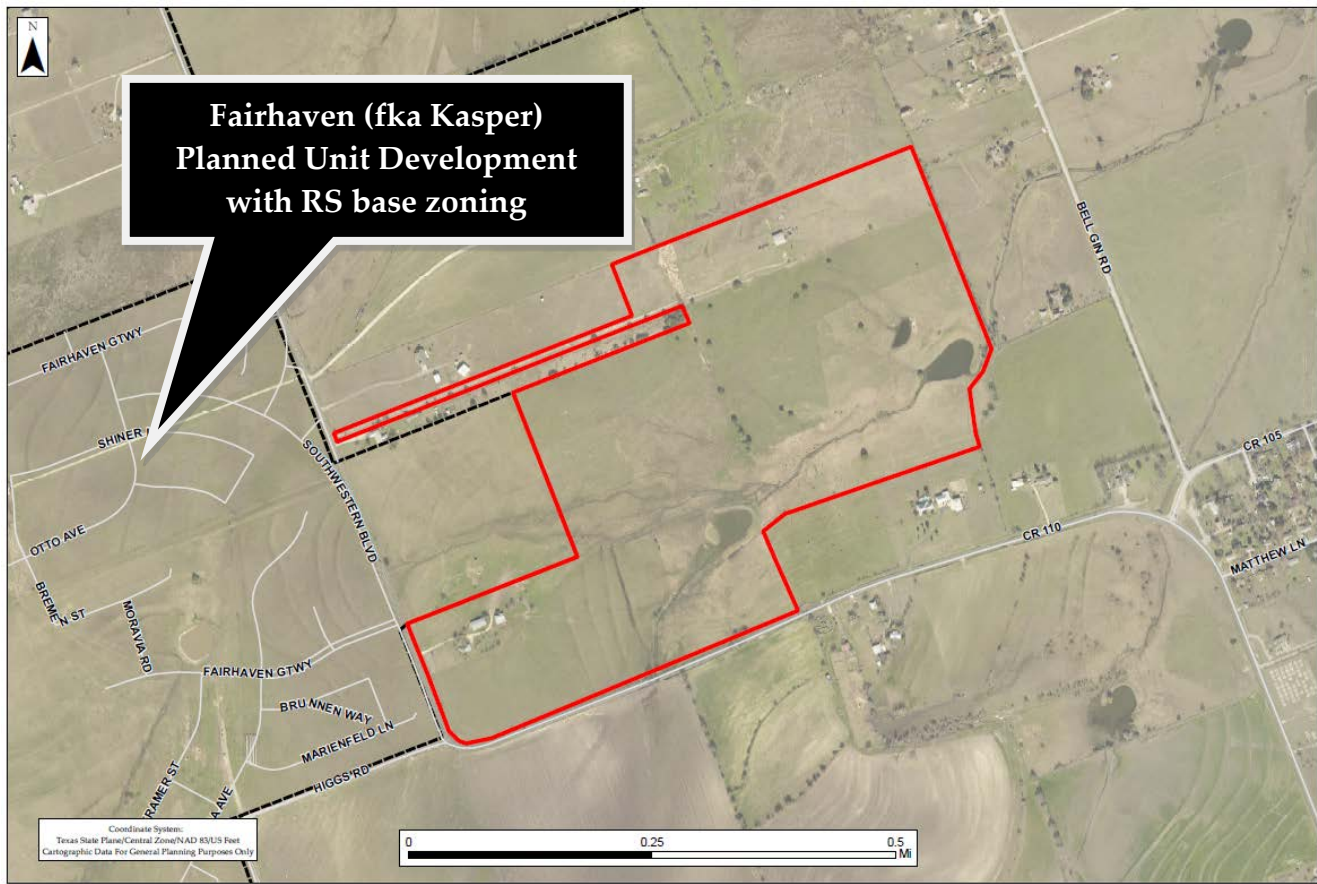 N
Fairhaven (fka Kasper)
Planned Unit Development
with RS base zoning
BELL GIN RD
FAIRHAVEN GTWY
SHINER
SOUTHWESTERN BLVD
CR 105
OTTO AVE
CR 110
MATTHEW LN
BREMEN ST
MORAVIA RD
FAIRHAVEN GTWY
BRUNNEN WAY
MARIENFELD LN
HIGGS RD
RAMER ST
A AVE
Coordinate System:
Texas State Plane/Central Zone/NAD 83/US Feet
Cartographic Data For General Planning Purposes Only
0 0.25 0.5
Mi